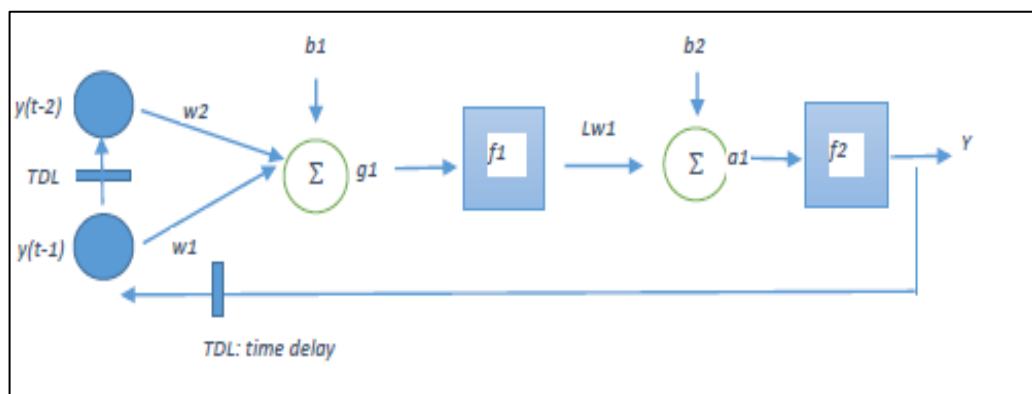 b1
b2
y(t-2)
w2
Lw1
Σ
g1
f1
Σ
a1
f2
Y
TDL
y(t-1)
w1
TDL: time delay